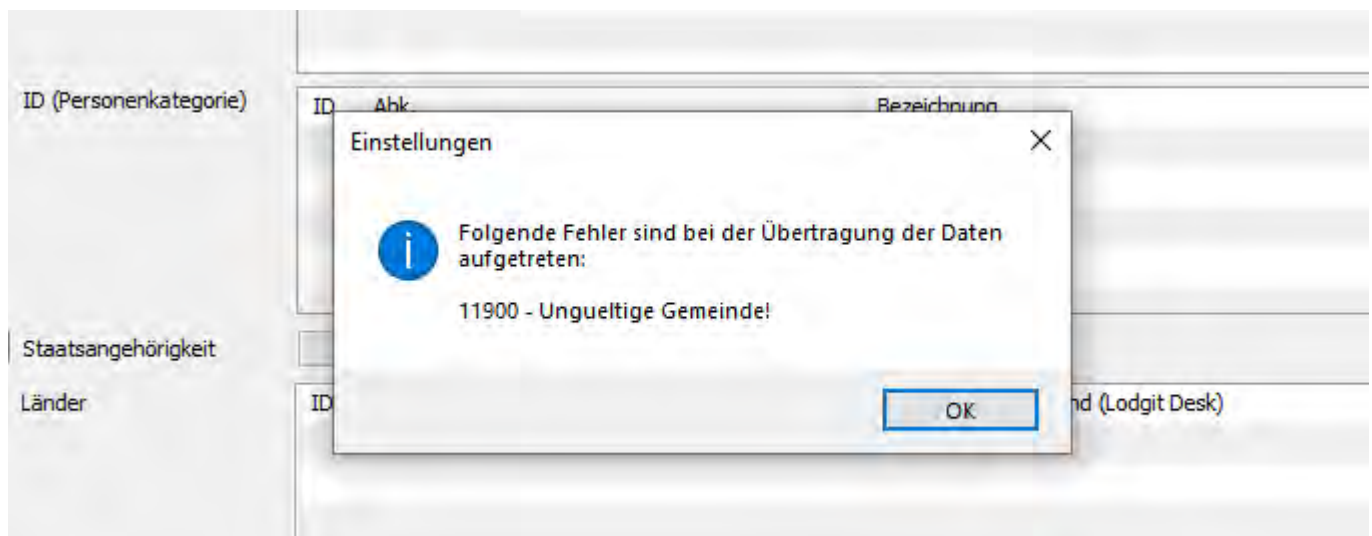 ID (Personenkategorie)
ID Abk. Bezeichnung
Einstellungen
Folgende Fehler sind bei der Übertragung der Daten
aufgetreten:
11900 - Ungueltige Gemeinde!
Staatsangehörigkeit
Länder
ID
(Lodgit Desk)
OK